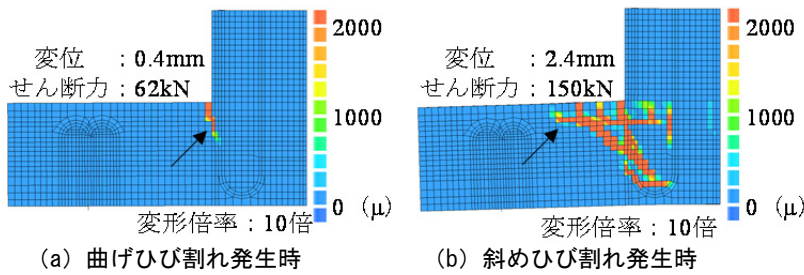 変位 :0.4mm
せん断力:62kN
2000
1000
0 (μ)
変形倍率:10倍
(a) 曲げひび割れ発生時
変位 :2.4mm
せん断力:150kN
2000
1000
0 (μ)
変形倍率:10倍
(b) 斜めひび割れ発生時